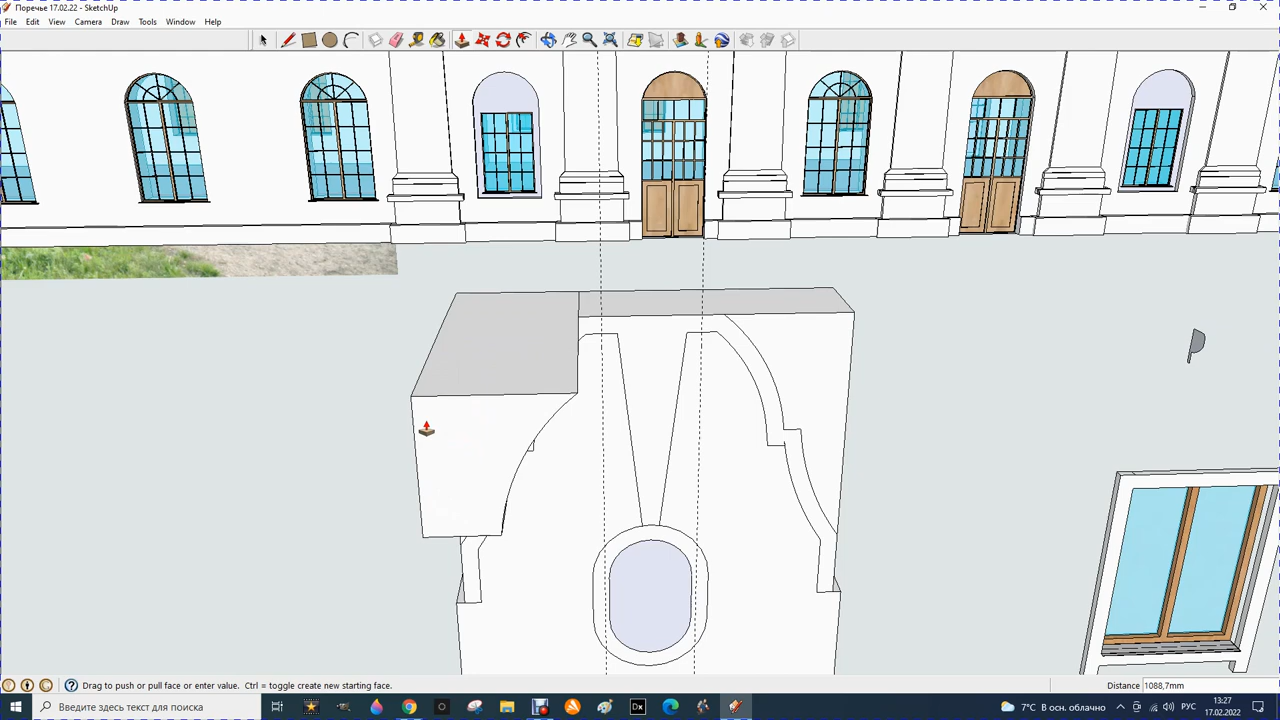 Поречье 17.02.22 - SketchUp
File Edit View Camera Draw Tools Window Help
Drag to push or pull face or enter value. Ctrl = toggle create new starting face.
Distance 1088,7mm
Введите здесь текст для поиска
Dx
7°C В осн. облачно
РУС
13:27
17.02.2022